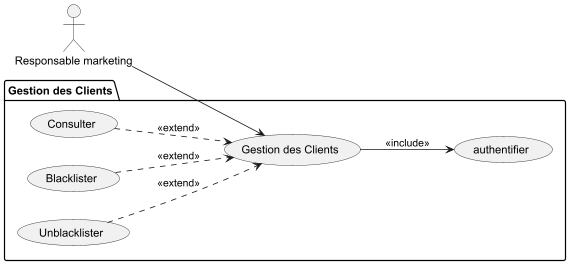 Responsable marketing
Gestion des Clients
Consulter
«extend»
«include»
Gestion des Clients
authentifier
«extend»
Blacklister
«extend»
Unblacklister